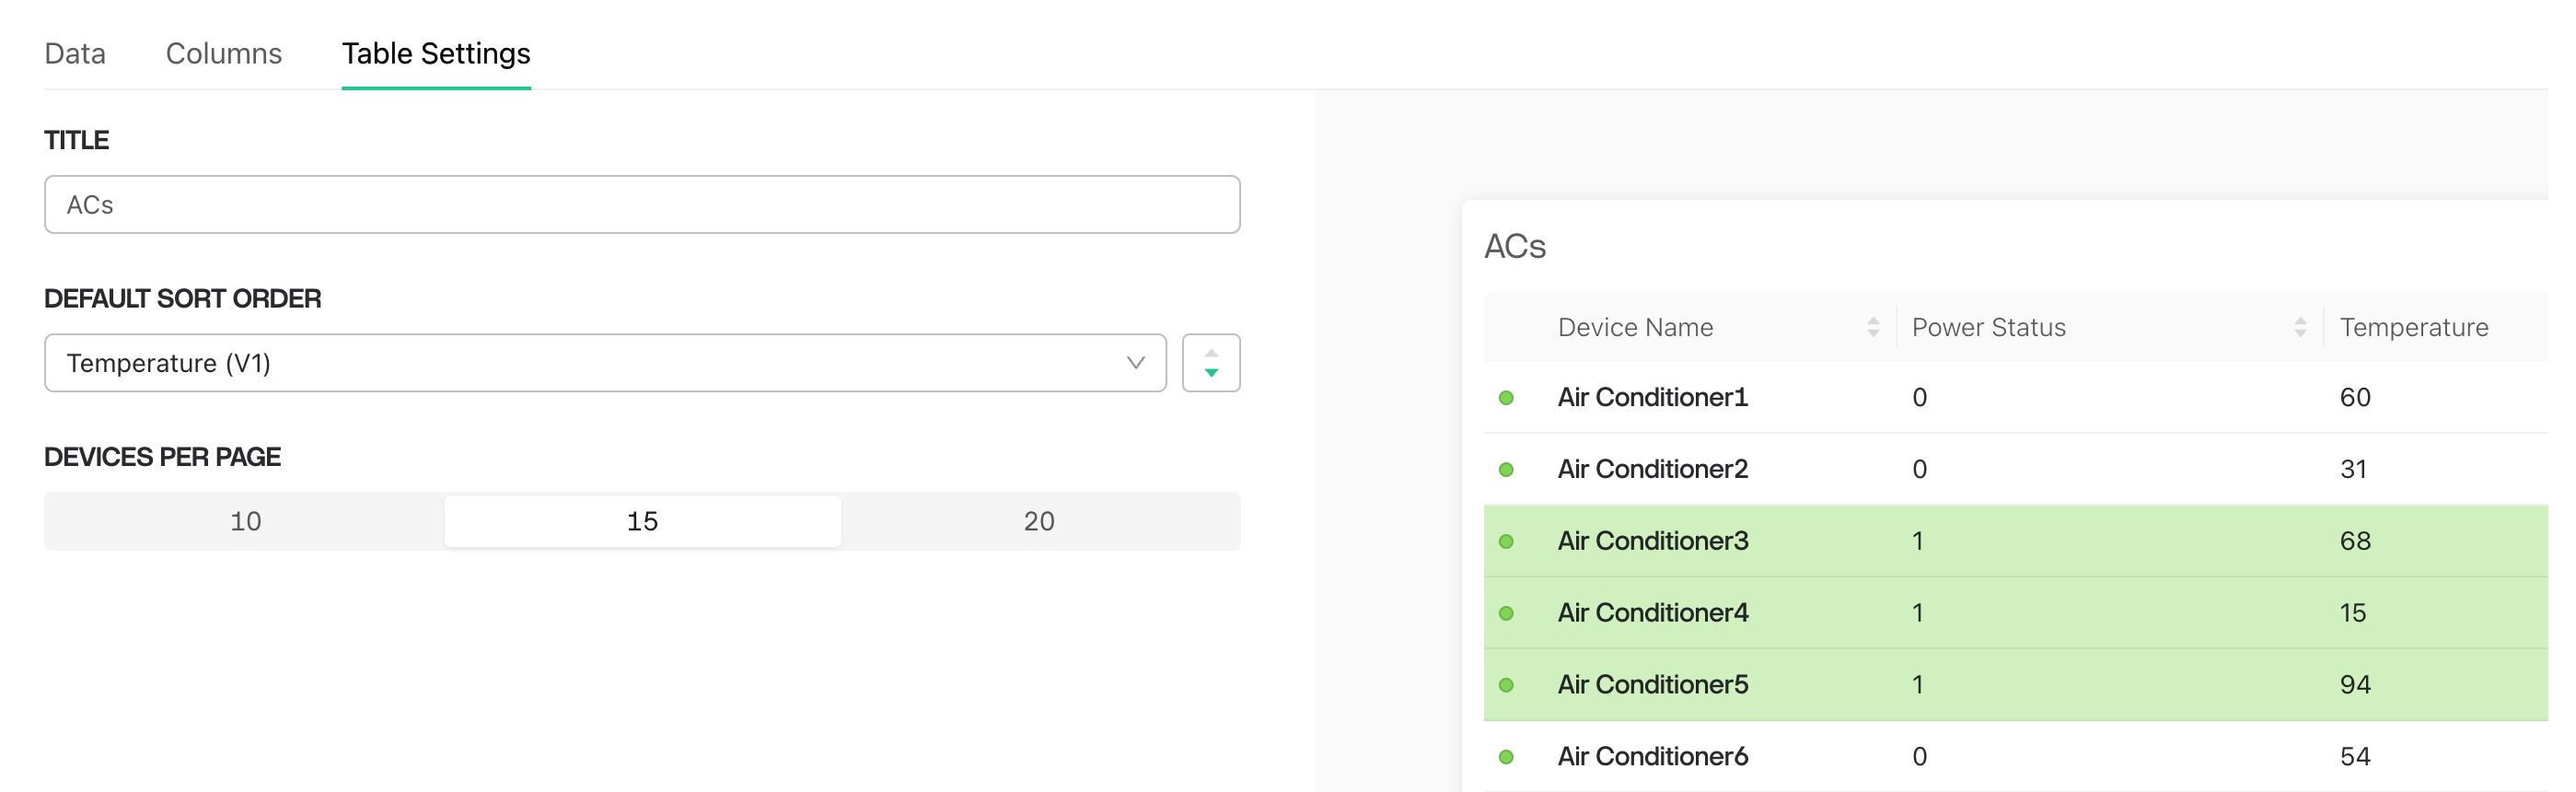 Data Columns Table Settings
TITLE
ACs
DEFAULT SORT ORDER
Temperature (V1)
DEVICES PER PAGE
10 15 20
ACs
Device Name Power Status Temperature
Air Conditioner1 0 60
Air Conditioner2 0 31
Air Conditioner3 1 68
Air Conditioner4 1 15
Air Conditioner5 1 94
Air Conditioner6 0 54